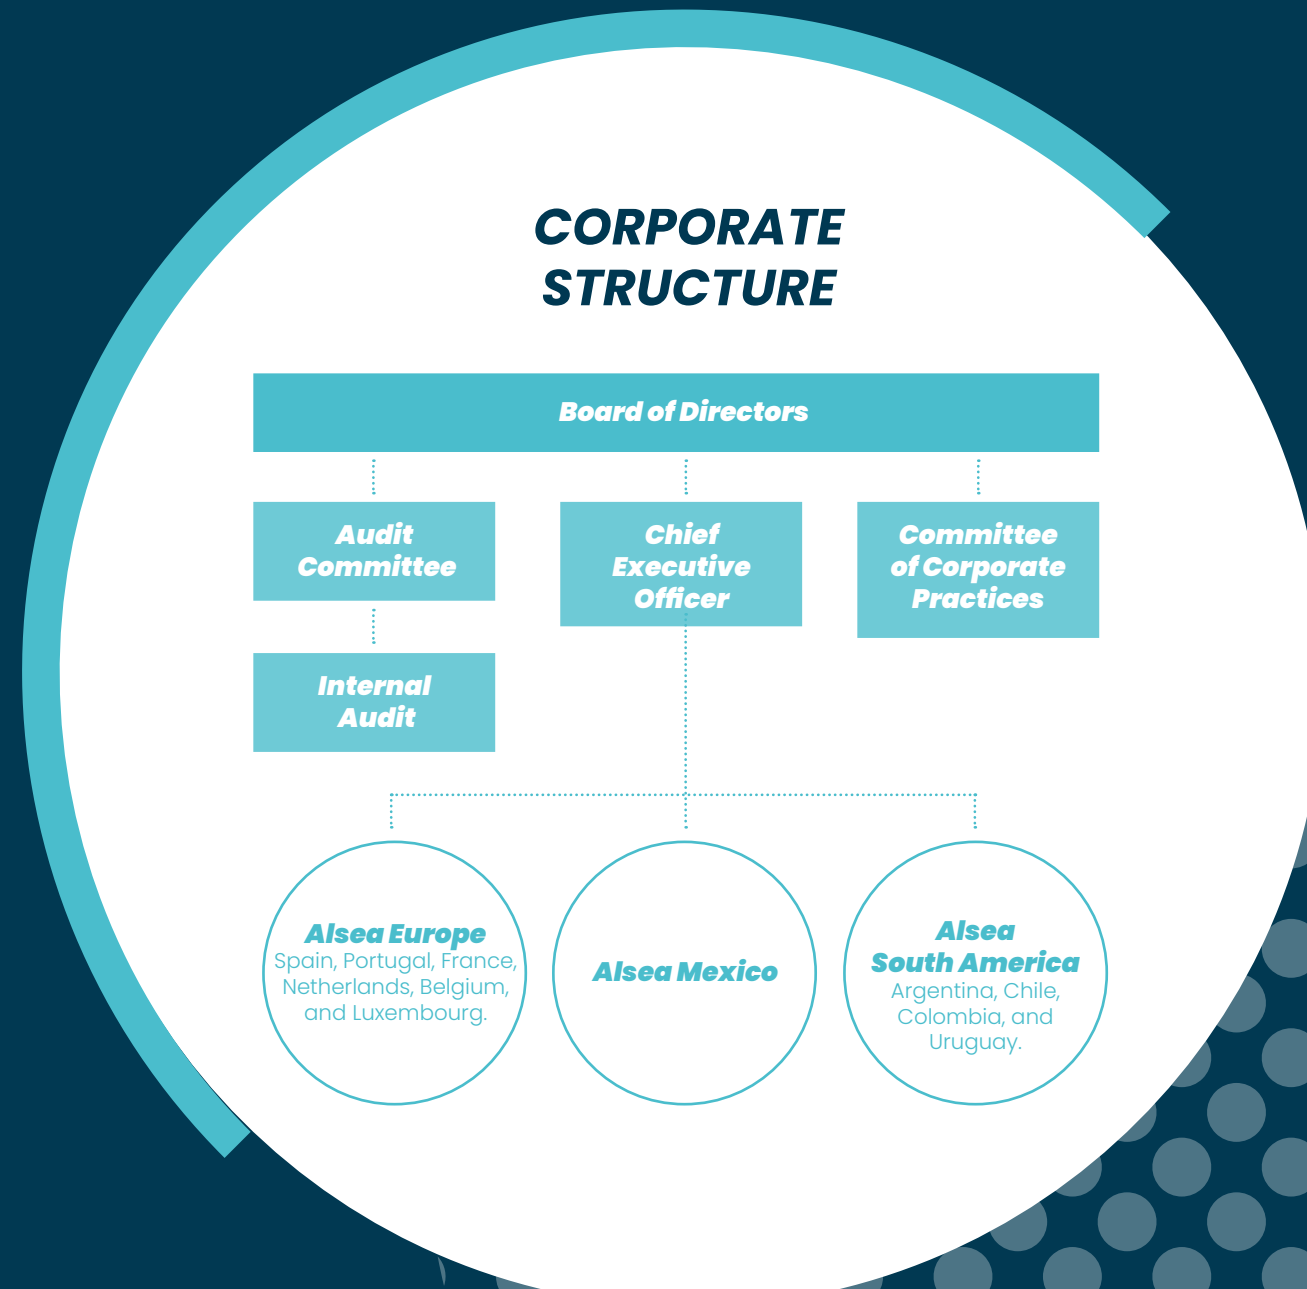 CORPORATE
STRUCTURE
Board of Directors
Audit
Committee
Chief
Executive
Officer
Committee
of Corporate
Practices
Internal
Audit
Alsea Europe
Spain, Portugal, France,
Netherlands, Belgium,
and Luxembourg.
Alsea Mexico
Alsea
South America
Argentina, Chile,
Colombia, and
Uruguay.